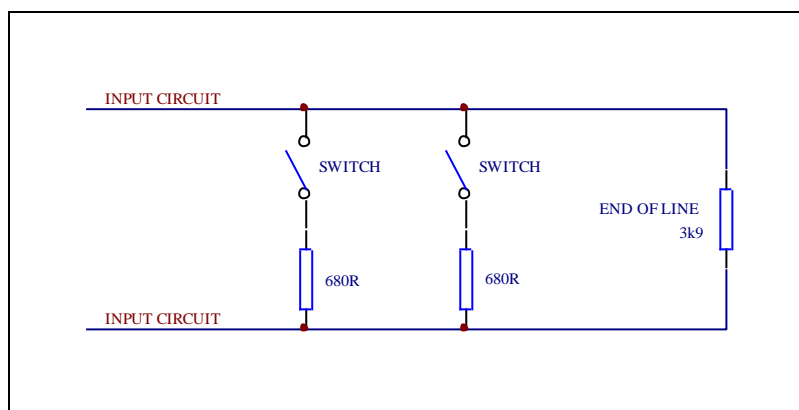 INPUT CIRCUIT
SWITCH
SWITCH
END OF LINE
3k9
680R
680R
INPUT CIRCUIT